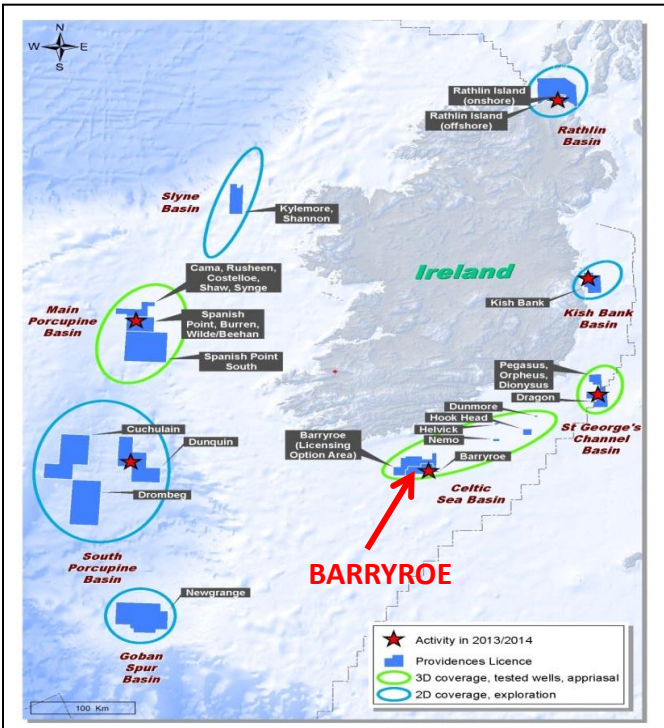 N
W
E
S
Rathlin Island
(onshore)
Rathlin Island
(offshore)
Rathlin
Basin
Slyne
Basin
Kylemore,
Shannon
Cama, Rusheen,
Costelloe,
Shaw, Synge
Ireland
Main
Porcupine
Basin
Spanish
Point, Burren,
Wilde/Beehan
Kish Bank
Kish Bank
Basin
Spanish Point
South
Pegasus,
Orpheus,
Dionysus
Dragon
St George's
Channel
Basin
Dunmore
Hook Head
Helvick
Nemo
Barryroe
(Licensing
Option Area)
Barryroe
Celtic
Sea Basin
Cuchulain
Dunquin
Drombeg
South
Porcupine
Basin
BARRYROE
Newgrange
Goban
Spur
Basin
Activity in 2013/2014
Providences Licence
3D coverage, tested wells, apprisal
2D coverage, exploration
100 Km